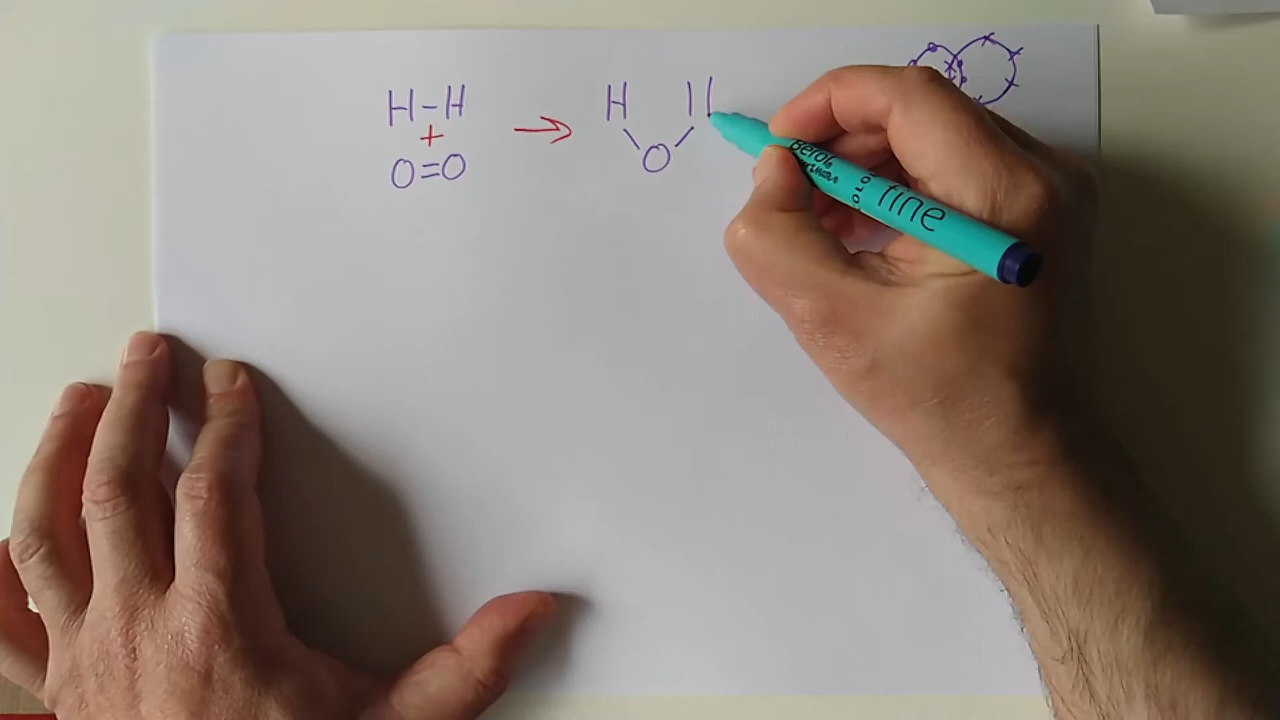 H-H
+
O=O
→
H
O
Berol
fine